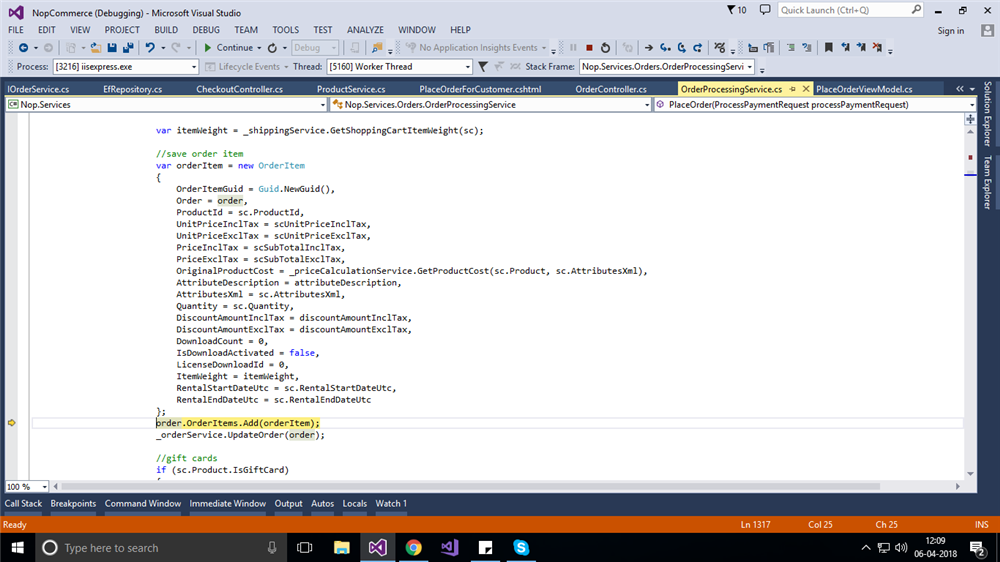 NopCommerce (Debugging) - Microsoft Visual Studio
10
Quick Launch (Ctrl+Q)
FILE EDIT VIEW PROJECT BUILD DEBUG TEAM TOOLS TEST ANALYZE WINDOW HELP
Sign in
Continue Debug No Application Insights Events
Process: [3216] iisexpress.exe Lifecycle Events Thread: [5160] Worker Thread Stack Frame: Nop.Services.Orders.OrderProcessingServi
IOrderService.cs EfRepository.cs CheckoutController.cs ProductService.cs PlaceOrderForCustomer.cshtml OrderController.cs OrderProcessingService.cs PlaceOrderViewModel.cs
Nop.Services Nop.Services.Orders.OrderProcessingService PlaceOrder(ProcessPaymentRequest processPaymentRequest)
var itemWeight = _shippingService.GetShoppingCartItemWeight(sc);
//save order item
var orderItem = new OrderItem
{
OrderItemGuid = Guid.NewGuid(),
Order = order,
ProductId = sc.ProductId,
UnitPriceInclTax = scUnitPriceInclTax,
UnitPriceExclTax = scUnitPriceExclTax,
PriceInclTax = scSubTotalInclTax,
PriceExclTax = scSubTotalExclTax,
OriginalProductCost = _priceCalculationService.GetProductCost(sc.Product, sc.AttributesXml),
AttributeDescription = attributeDescription,
AttributesXml = sc.AttributesXml,
Quantity = sc.Quantity,
DiscountAmountInclTax = discountAmountInclTax,
DiscountAmountExclTax = discountAmountExclTax,
DownloadCount = 0,
IsDownloadActivated = false,
LicenseDownloadId = 0,
ItemWeight = itemWeight,
RentalStartDateUtc = sc.RentalStartDateUtc,
RentalEndDateUtc = sc.RentalEndDateUtc
};
order.OrderItems.Add(orderItem);
_orderService.UpdateOrder(order);
//gift cards
if (sc.Product.IsGiftCard)
{
100 %
Solution Explorer
Team Explorer
Call Stack Breakpoints Command Window Immediate Window Output Autos Locals Watch 1
Ready Ln 1317 Col 25 Ch 25 INS
Type here to search
12:09
06-04-2018
2